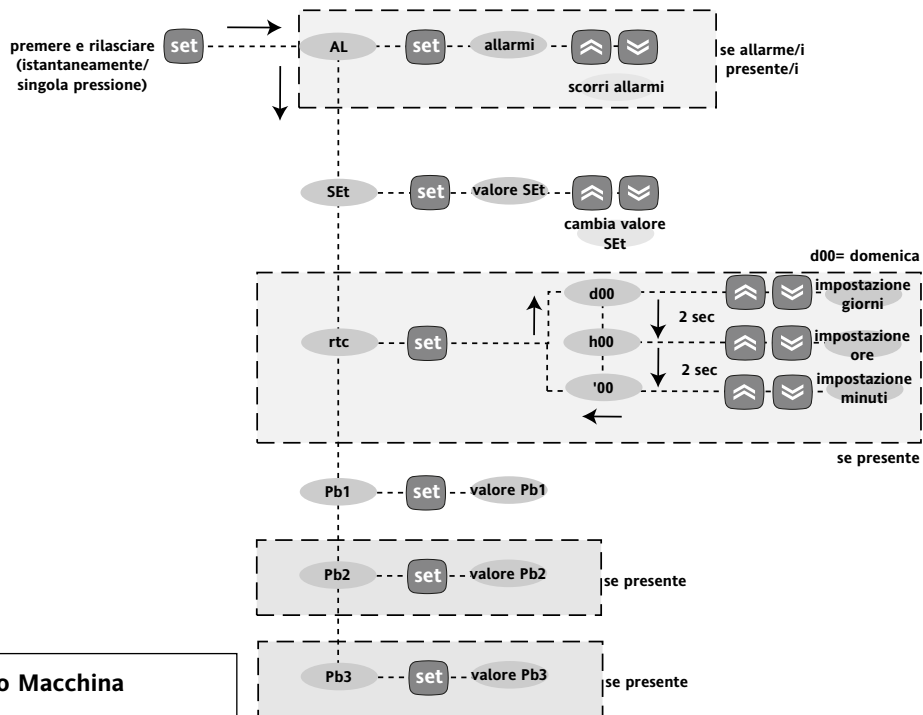 premere e rilasciare
(istantaneamente/
singola pressione)
set
AL
set
allarmi
scorri allarmi
se allarme/i
presente/i
SEt
set
valore SEt
cambia valore
SEt
d00= domenica
rtc
set
d00
2 sec
impostazione
giorni
h00
2 sec
impostazione
ore
'00
impostazione
minuti
se presente
Pb1
set
valore Pb1
Pb2
set
valore Pb2
se presente
Pb3
set
valore Pb3
se presente
o Macchina